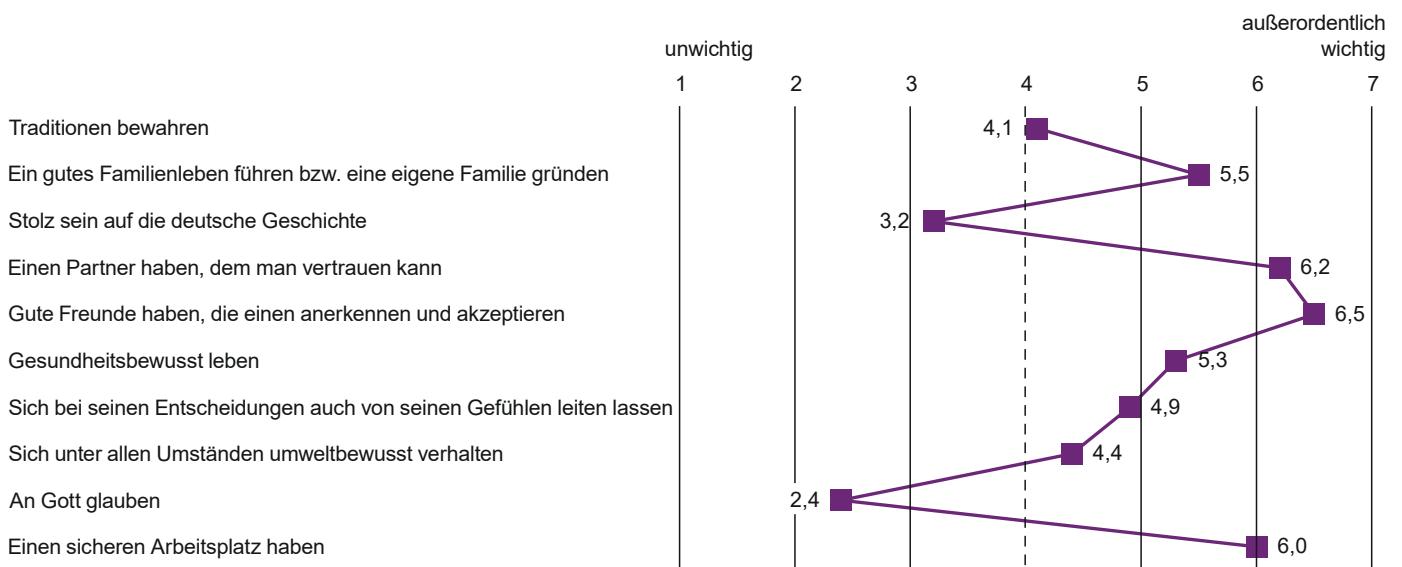 außerordentlich
unwichtig wichtig
1 2 3 4 5 6 7
Traditionen bewahren 4,1
Ein gutes Familienleben führen bzw. eine eigene Familie gründen 5,5
Stolz sein auf die deutsche Geschichte 3,2
Einen Partner haben, dem man vertrauen kann 6,2
Gute Freunde haben, die einen anerkennen und akzeptieren 6,5
Gesundheitsbewusst leben 5,3
Sich bei seinen Entscheidungen auch von seinen Gefühlen leiten lassen 4,9
Sich unter allen Umständen umweltbewusst verhalten 4,4
An Gott glauben 2,4
Einen sicheren Arbeitsplatz haben 6,0